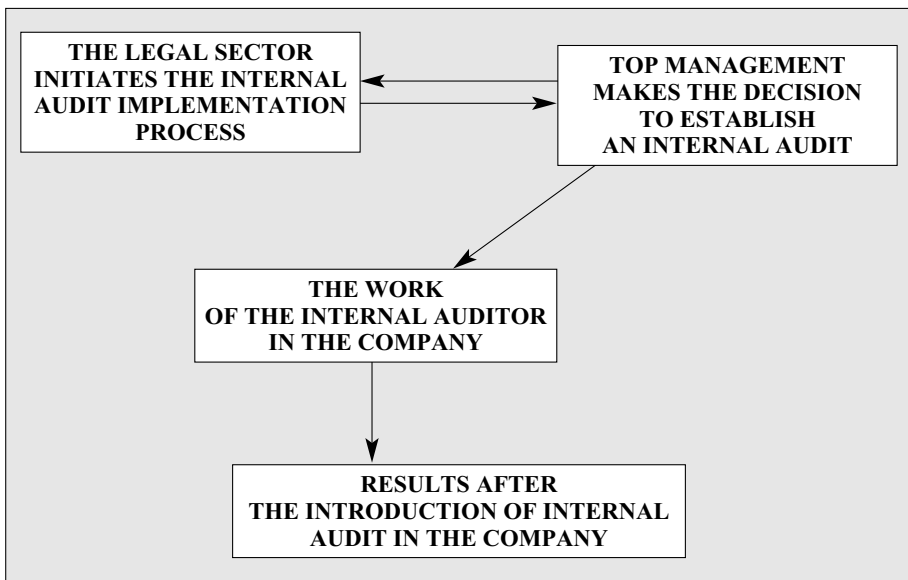 THE LEGAL SECTOR
INITIATES THE INTERNAL
AUDIT IMPLEMENTATION
PROCESS
TOP MANAGEMENT
MAKES THE DECISION
TO ESTABLISH
AN INTERNAL AUDIT
THE WORK
OF THE INTERNAL AUDITOR
IN THE COMPANY
RESULTS AFTER
THE INTRODUCTION OF INTERNAL
AUDIT IN THE COMPANY